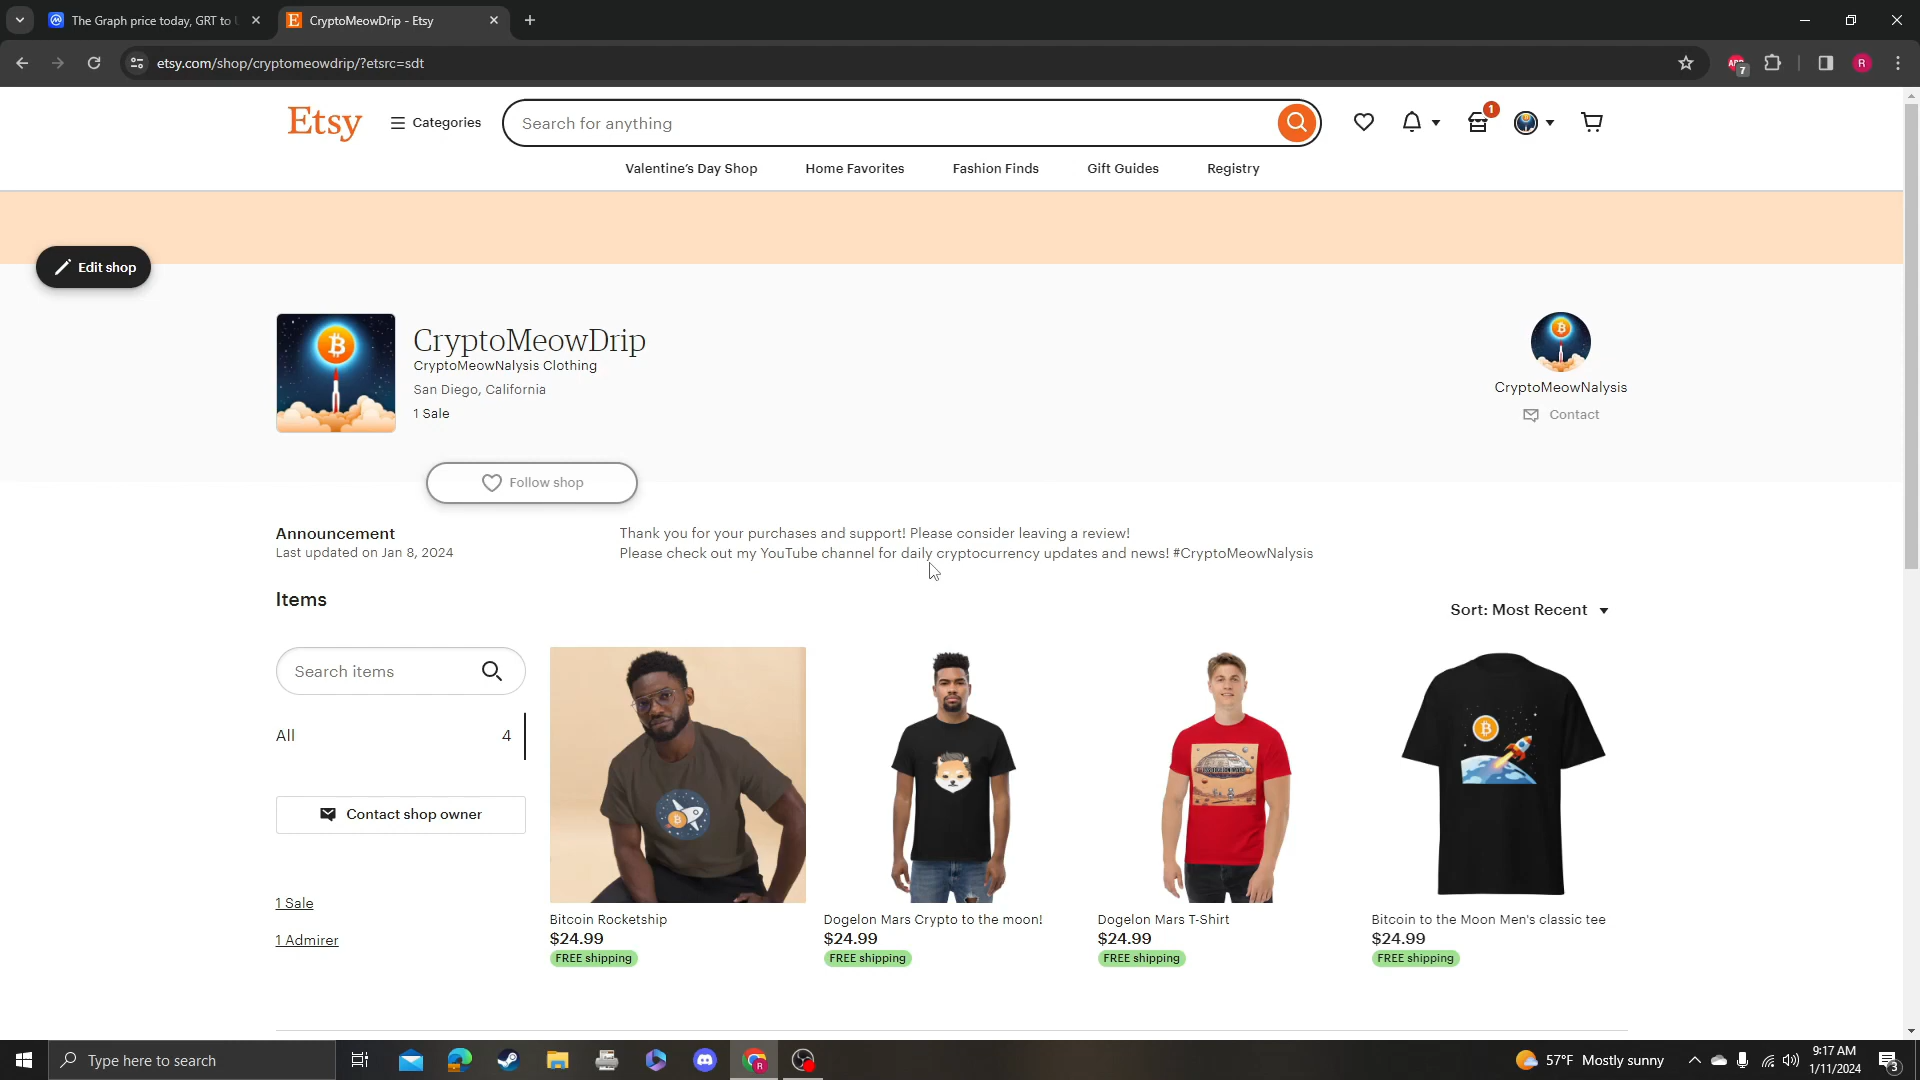 The Graph price today, GRT to
CryptoMeowDrip - Etsy
etsy.com/shop/cryptomeowdrip/?etsrc=sdt
ABP
7
R
Etsy
Categories
Search for anything
1
Valentine's Day Shop
Home Favorites
Fashion Finds
Gift Guides
Registry
Edit shop
CryptoMeowDrip
CryptoMeowNalysis Clothing
San Diego, California
1 Sale
CryptoMeowNalysis
Contact
Follow shop
Announcement
Last updated on Jan 8, 2024
Thank you for your purchases and support! Please consider leaving a review!
Please check out my YouTube channel for daily cryptocurrency updates and news! #CryptoMeowNalysis
Items
Sort: Most Recent
Search items
All 4
Contact shop owner
1 Sale
1 Admirer
Bitcoin Rocketship
$24.99
FREE shipping
Dogelon Mars Crypto to the moon!
$24.99
FREE shipping
Dogelon Mars T-Shirt
$24.99
FREE shipping
Bitcoin to the Moon Men's classic tee
$24.99
FREE shipping
Type here to search
57°F Mostly sunny
9:17 AM
1/11/2024
3